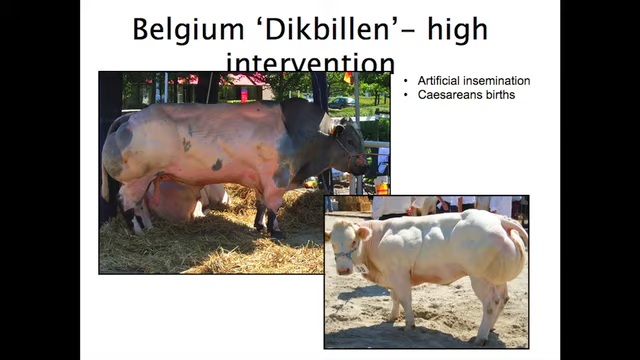 Belgium ‘Dikbillen’– high
intervention
• Artificial insemination
• Caesareans births